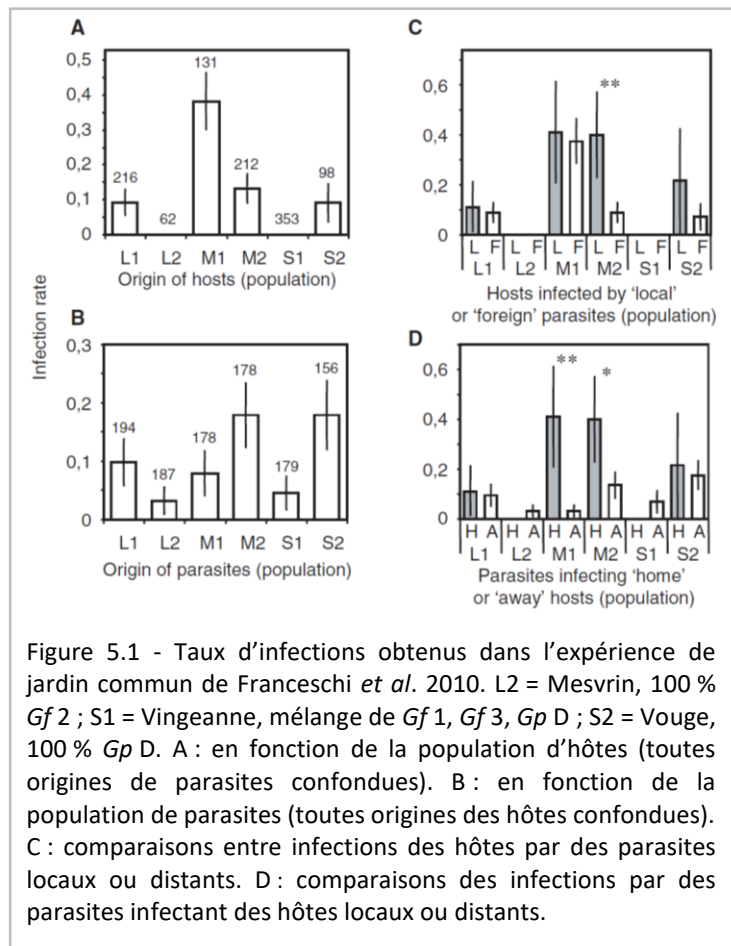 A
0,5
0,4
0,3
0,2
0,1
0
216
62
131
212
353
98
L1 L2 M1 M2 S1 S2
Origin of hosts (population)
B
0,3
0,2
0,1
0
194
187
178
178
179
156
L1 L2 M1 M2 S1 S2
Origin of parasites (population)
Infection rate
C
0,6
0,4
0,2
0
**
L F L F L F L F L F L F
L1 L2 M1 M2 S1 S2
Hosts infected by ‘local’
or ‘foreign’ parasites (population)
D
0,6
0,4
0,2
0
**
*
H A H A H A H A H A H A
L1 L2 M1 M2 S1 S2
Parasites infecting ‘home’
or ‘away’ hosts (population)
Figure 5.1 - Taux d’infections obtenus dans l’expérience de
jardin commun de Franceschi et al. 2010. L2 = Mesvrin, 100 %
Gf 2 ; S1 = Vingeanne, mélange de Gf 1, Gf 3, Gp D ; S2 = Vouge,
100 % Gp D. A : en fonction de la population d’hôtes (toutes
origines de parasites confondues). B : en fonction de la
population de parasites (toutes origines des hôtes confondues).
C : comparaisons entre infections des hôtes par des parasites
locaux ou distants. D : comparaisons des infections par des
parasites infectant des hôtes locaux ou distants.